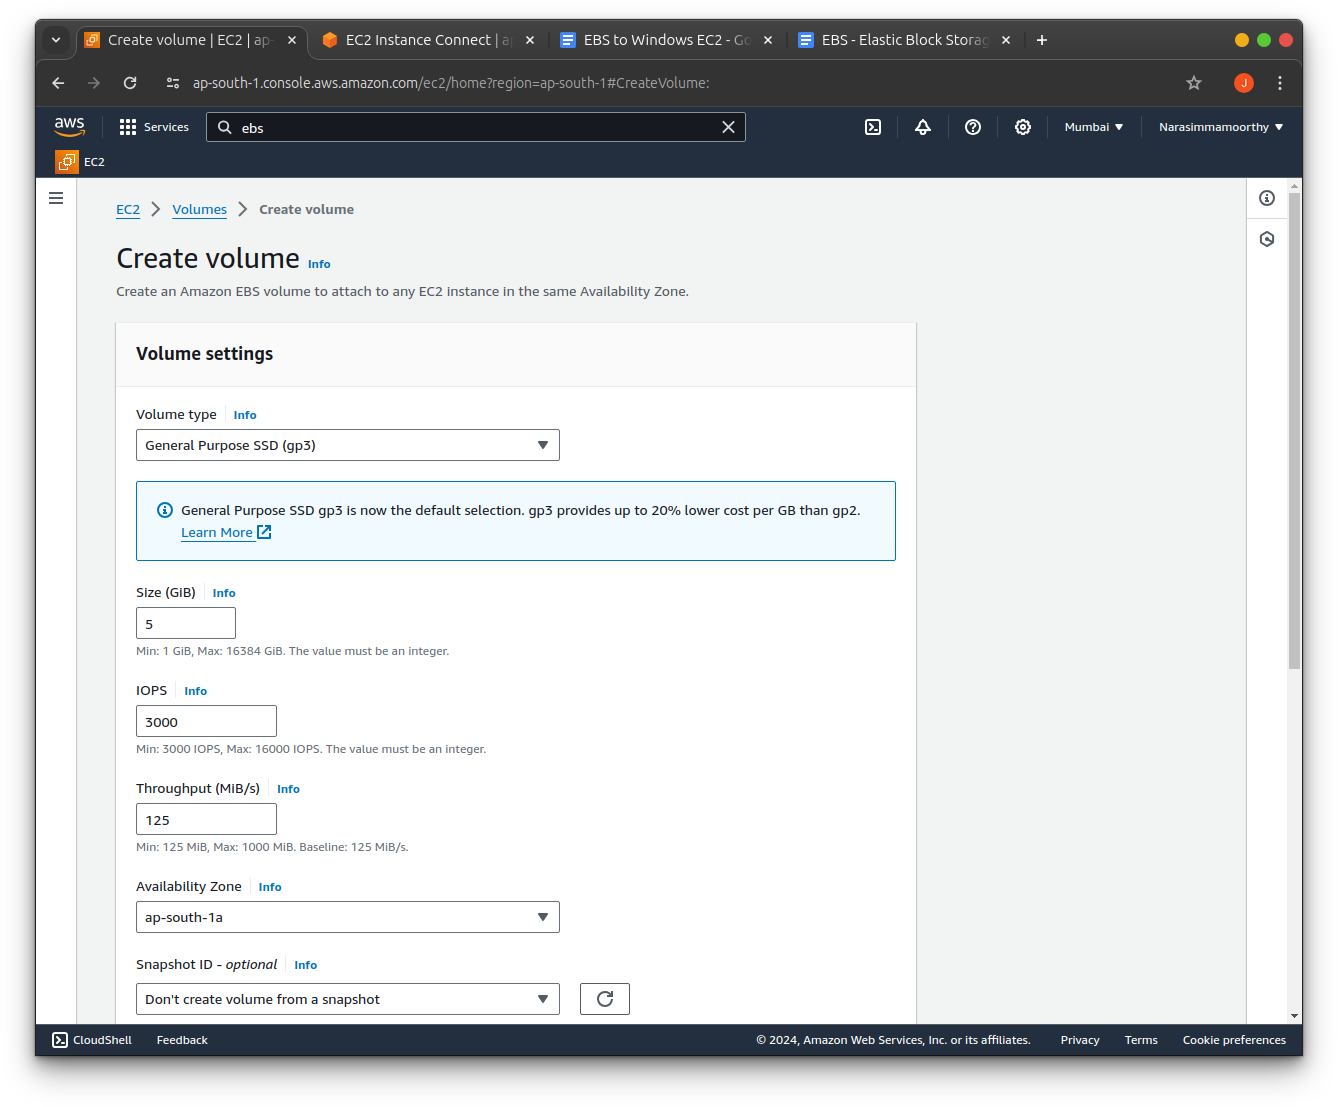 Create volume | EC2 | ap-
EC2 Instance Connect | a
EBS to Windows EC2 - Go
EBS - Elastic Block Storag
ap-south-1.console.aws.amazon.com/ec2/home?region=ap-south-1#CreateVolume:
J
aws
Services
ebs
Mumbai
Narasimmamoorthy
EC2
EC2
Volumes
Create volume
Create volume
Info
Create an Amazon EBS volume to attach to any EC2 instance in the same Availability Zone.
Volume settings
Volume type
Info
General Purpose SSD (gp3)
General Purpose SSD gp3 is now the default selection. gp3 provides up to 20% lower cost per GB than gp2.
Learn More
Size (GiB)
Info
5
Min: 1 GiB, Max: 16384 GiB. The value must be an integer.
IOPS
Info
3000
Min: 3000 IOPS, Max: 16000 IOPS. The value must be an integer.
Throughput (MiB/s)
Info
125
Min: 125 MiB, Max: 1000 MiB. Baseline: 125 MiB/s.
Availability Zone
Info
ap-south-1a
Snapshot ID - optional
Info
Don't create volume from a snapshot
CloudShell
Feedback
© 2024, Amazon Web Services, Inc. or its affiliates.
Privacy
Terms
Cookie preferences